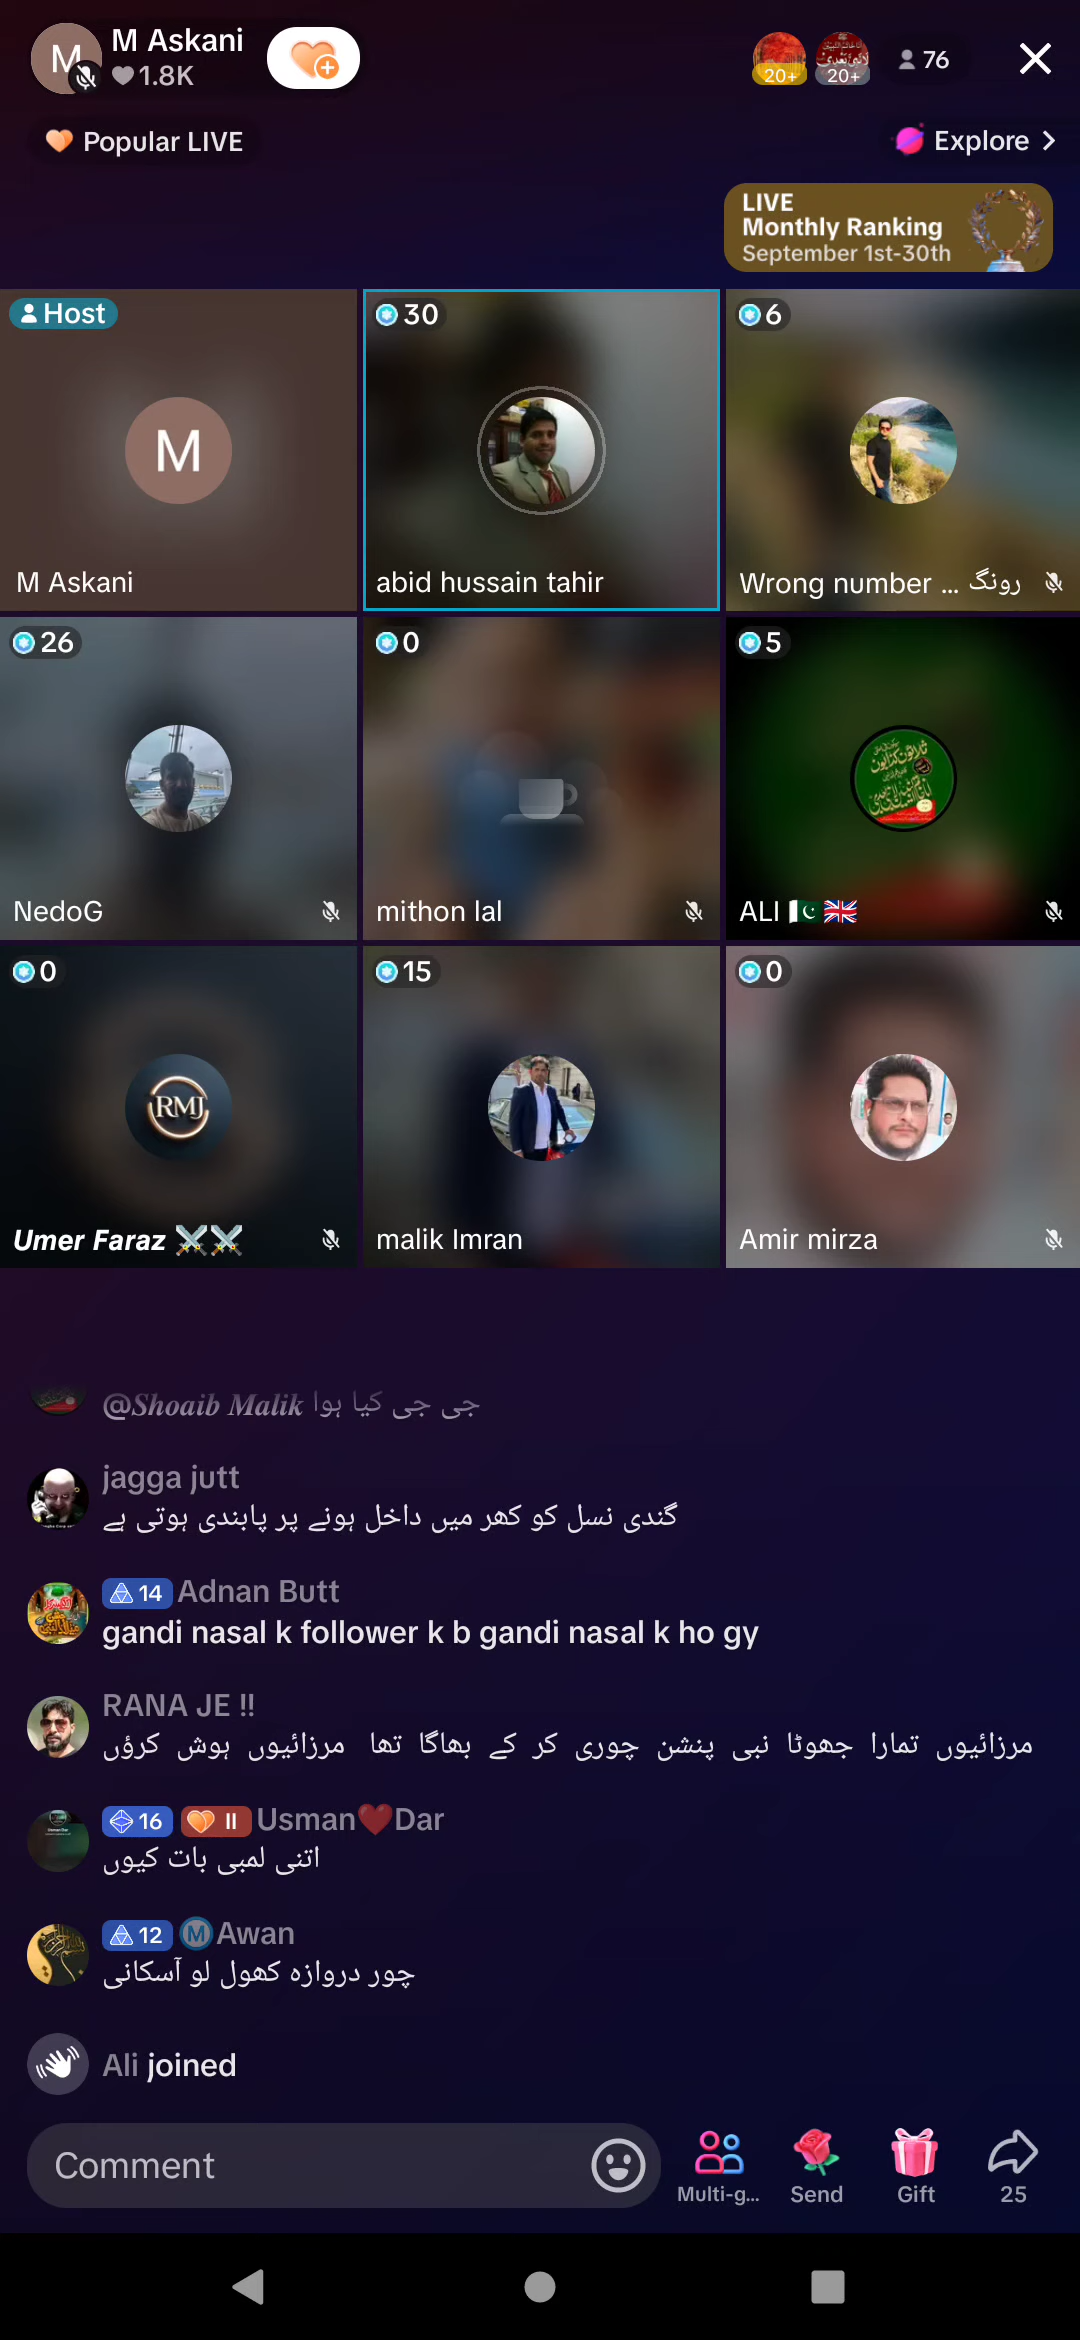 M Askani
1.8K
20+
20+
76
Popular LIVE
Explore
LIVE
Monthly Ranking
September 1st-30th
Host
M
M Askani
30
abid hussain tahir
6
Wrong number ... رونگ
26
NedoG
0
mithon lal
5
ALI 🇵🇰🇬🇧
0
RMJ
Umer Faraz ⚔️⚔️
15
malik Imran
0
Amir mirza
@Shoaib Malik جی جی کیا ہوا
jagga jutt
گندی نسل کو کھر میں داخل ہونے پر پابندی ہوتی ہے
14 Adnan Butt
gandi nasal k follower k b gandi nasal k ho gy
RANA JE !!
مرزائیوں تمارا جھوٹا نبی پنشن چوری کر کے بھاگا تھا مرزائیوں ہوش کرؤں
16 II Usman❤️Dar
اتنی لمبی بات کیوں
12 Ⓜ️Awan
چور دروازہ کھول لو آسکانی
Ali joined
Comment
Multi-g...
Send
Gift
25